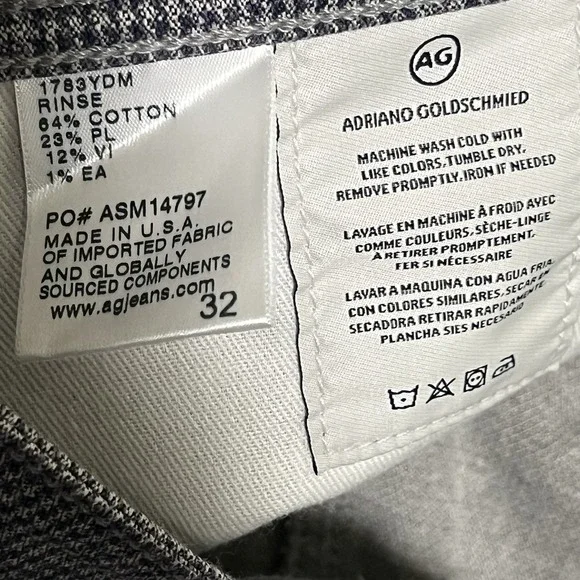 1783YDM
RINSE
64% COTTON
23% PL
12% VI
1% EA
PO# ASM14797
MADE IN U.S.A.
OF IMPORTED FABRIC
AND GLOBALLY
SOURCED COMPONENTS
www.agjeans.com
32
AG
ADRIANO GOLDSCHMIED
MACHINE WASH COLD WITH
LIKE COLORS, TUMBLE DRY,
REMOVE PROMPTLY. IRON IF NEEDED
LAVAGE EN MACHINE À FROID AVEC
COMME COULEURS, SÈCHE-LINGE
À RETIRER PROMPTEMENT.
FER SI NÉCESSAIRE
LAVAR A MAQUINA CON AGUA FRIA.
CON COLORES SIMILARES, SECAR EN
SECADORA RETIRAR RAPIDAMENTE
PLANCHA SIES NECESARIO